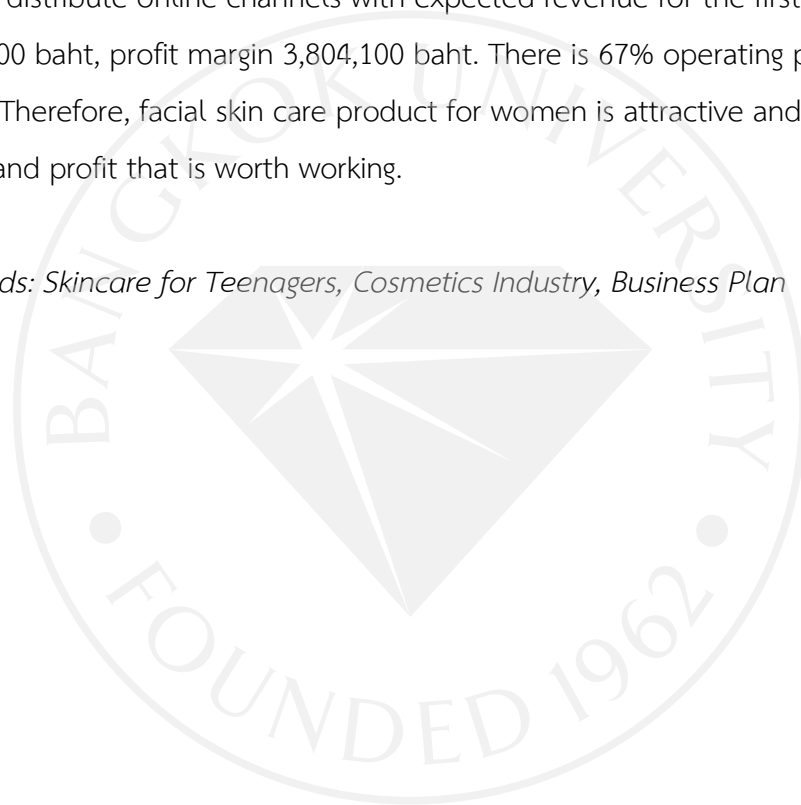 distribute online channels with expected revenue for the first
00 baht, profit margin 3,804,100 baht. There is 67% operating p
Therefore, facial skin care product for women is attractive and
and profit that is worth working.
ds: Skincare for Teenagers, Cosmetics Industry, Business Plan
BANGKOK UNIVERSITY
FOUNDED 1962